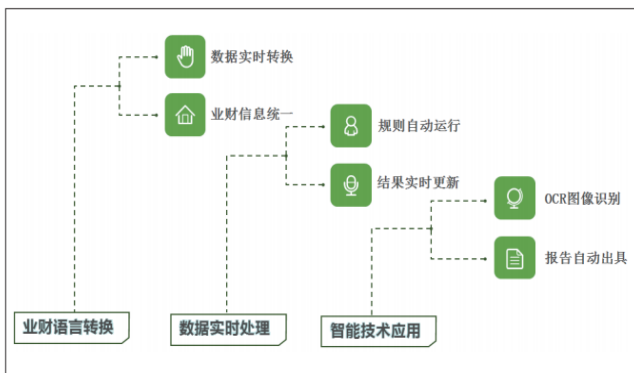 数据实时转换
业财信息统一
规则自动运行
结果实时更新
OCR图像识别
报告自动出具
业财语言转换
数据实时处理
智能技术应用